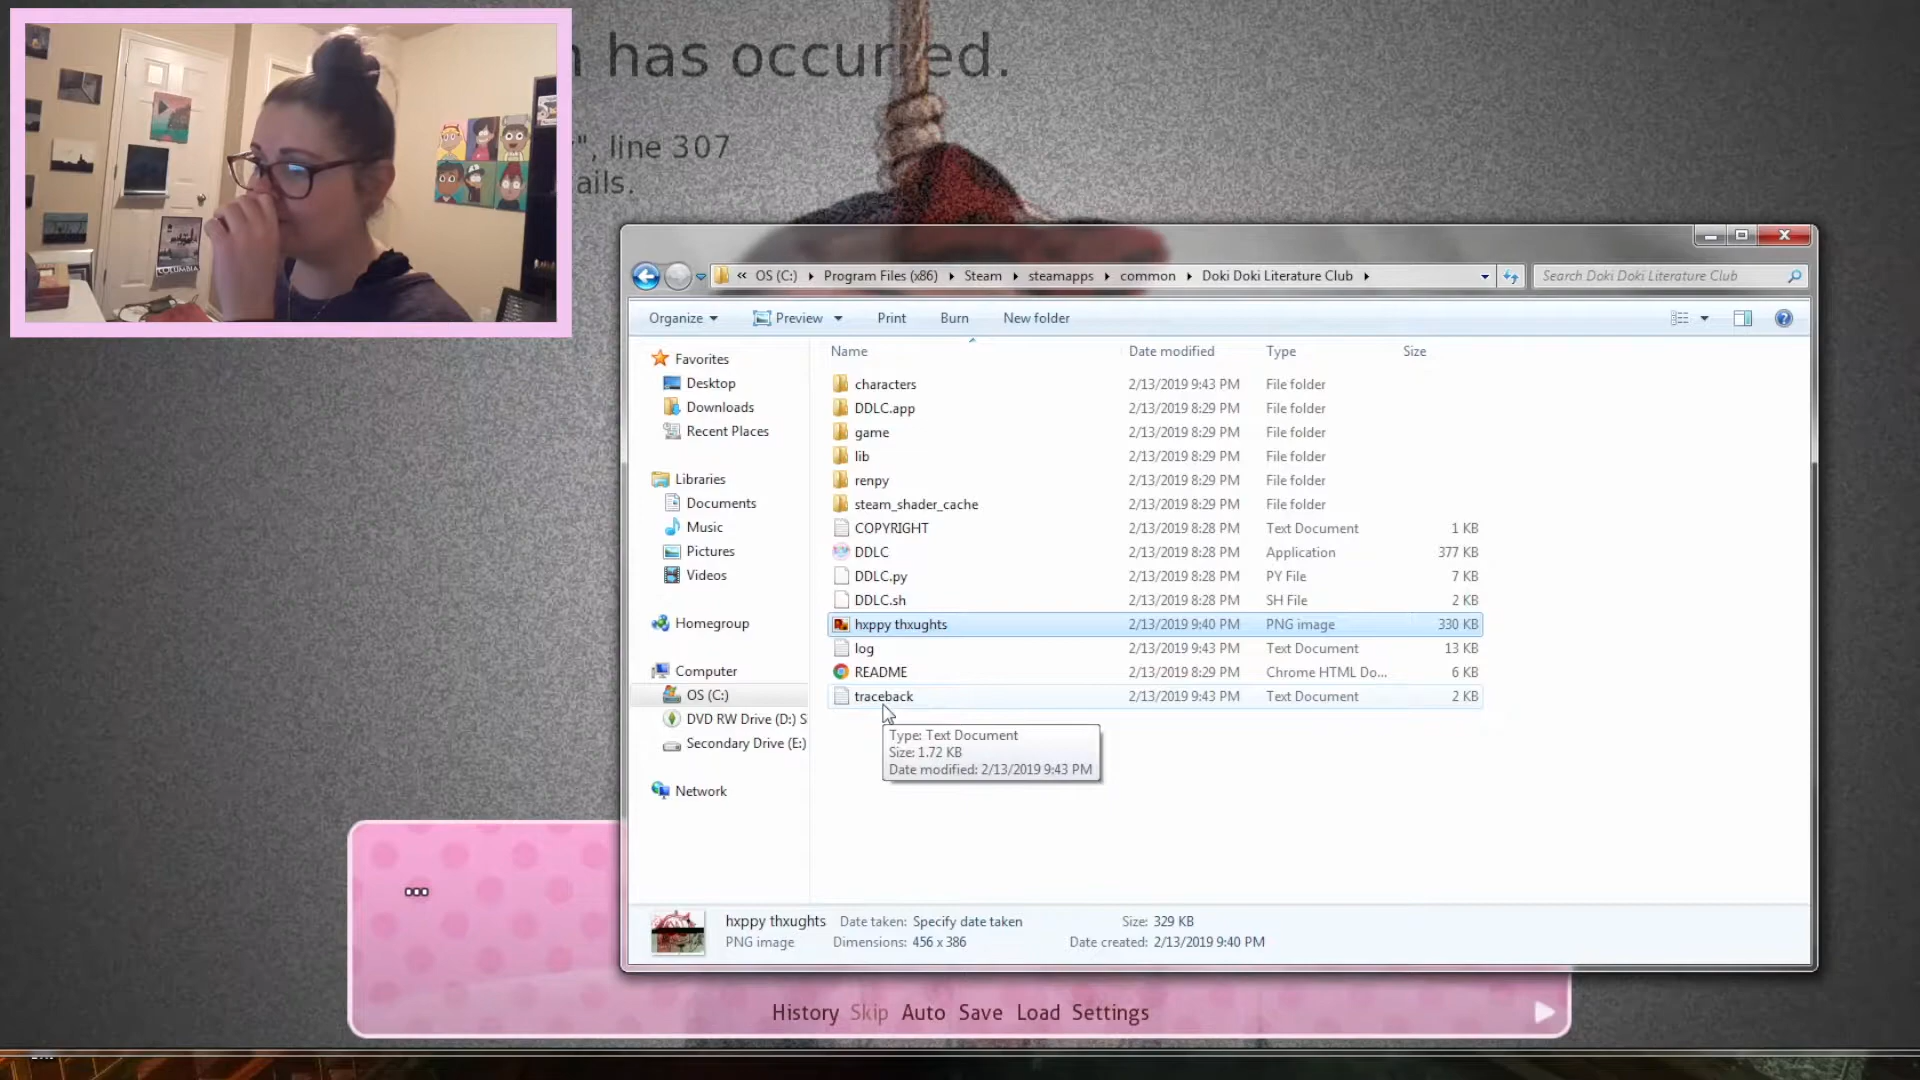 n has occurred.
", line 307
ails.
COLUMBIA
« OS (C:) Program Files (x86) Steam steamapps common Doki Doki Literature Club
Search Doki Doki Literature Club
Organize Preview Print Burn New folder
Name Date modified Type Size
Favorites
Desktop
Downloads
Recent Places
Libraries
Documents
Music
Pictures
Videos
Homegroup
Computer
OS (C:)
DVD RW Drive (D:) S
Secondary Drive (E:)
Network
characters 2/13/2019 9:43 PM File folder
DDLC.app 2/13/2019 8:29 PM File folder
game 2/13/2019 8:29 PM File folder
lib 2/13/2019 8:29 PM File folder
renpy 2/13/2019 8:29 PM File folder
steam_shader_cache 2/13/2019 8:29 PM File folder
COPYRIGHT 2/13/2019 8:28 PM Text Document 1 KB
DDLC 2/13/2019 8:28 PM Application 377 KB
DDLC.py 2/13/2019 8:28 PM PY File 7 KB
DDLC.sh 2/13/2019 8:28 PM SH File 2 KB
hxppy thxughts 2/13/2019 9:40 PM PNG image 330 KB
log 2/13/2019 9:43 PM Text Document 13 KB
README 2/13/2019 8:29 PM Chrome HTML Do... 6 KB
traceback 2/13/2019 9:43 PM Text Document 2 KB
Type: Text Document
Size: 1.72 KB
Date modified: 2/13/2019 9:43 PM
hxppy thxughts Date taken: Specify date taken Size: 329 KB
PNG image Dimensions: 456 x 386 Date created: 2/13/2019 9:40 PM
...
History Skip Auto Save Load Settings